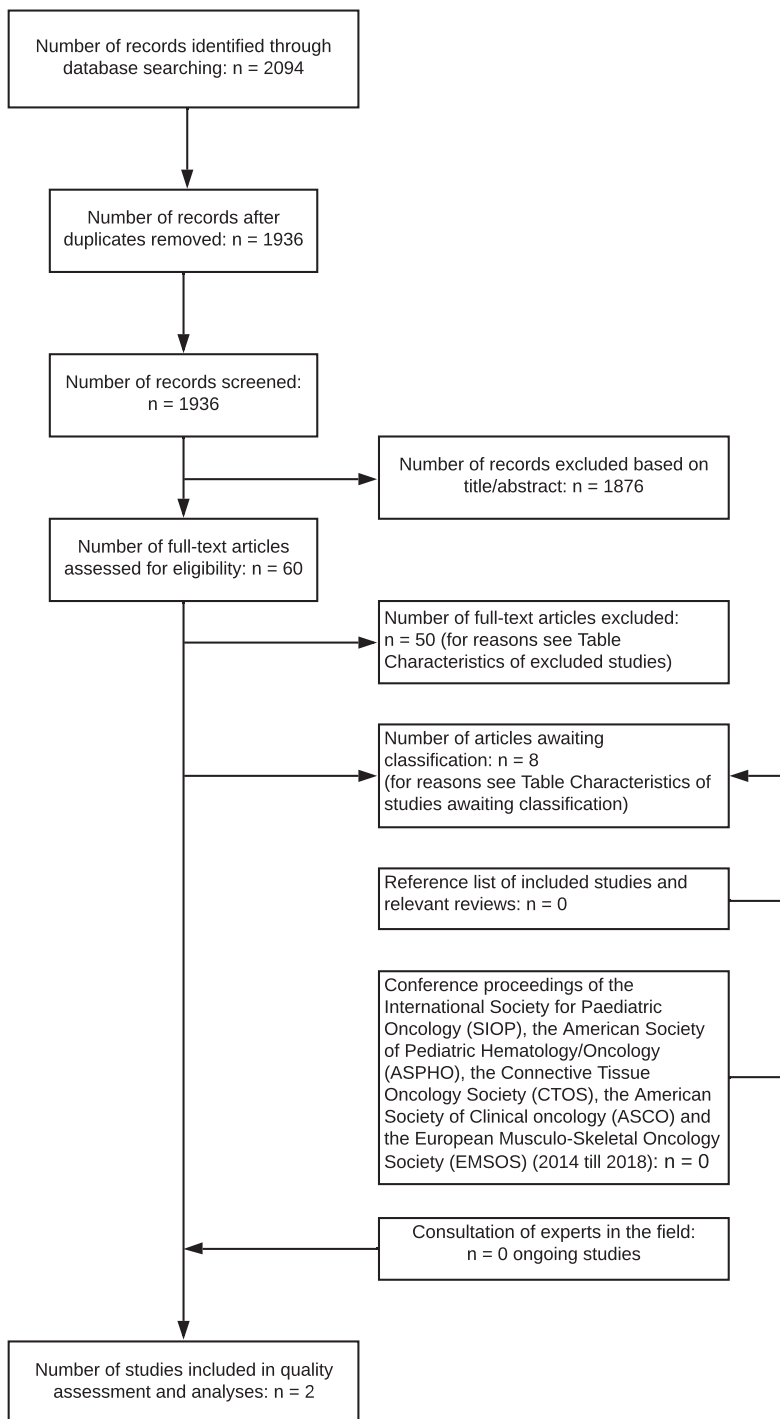 Number of records identified through
database searching: n = 2094
Number of records after
duplicates removed: n = 1936
Number of records screened:
n = 1936
Number of records excluded based on
title/abstract: n = 1876
Number of full-text articles
assessed for eligibility: n = 60
Number of full-text articles excluded:
n = 50 (for reasons see Table
Characteristics of excluded studies)
Number of articles awaiting
classification: n = 8
(for reasons see Table Characteristics of
studies awaiting classification)
Reference list of included studies and
relevant reviews: n = 0
Conference proceedings of the
International Society for Paediatric
Oncology (SIOP), the American Society
of Pediatric Hematology/Oncology
(ASPHO), the Connective Tissue
Oncology Society (CTOS), the American
Society of Clinical oncology (ASCO) and
the European Musculo-Skeletal Oncology
Society (EMSOS) (2014 till 2018): n = 0
Consultation of experts in the field:
n = 0 ongoing studies
Number of studies included in quality
assessment and analyses: n = 2